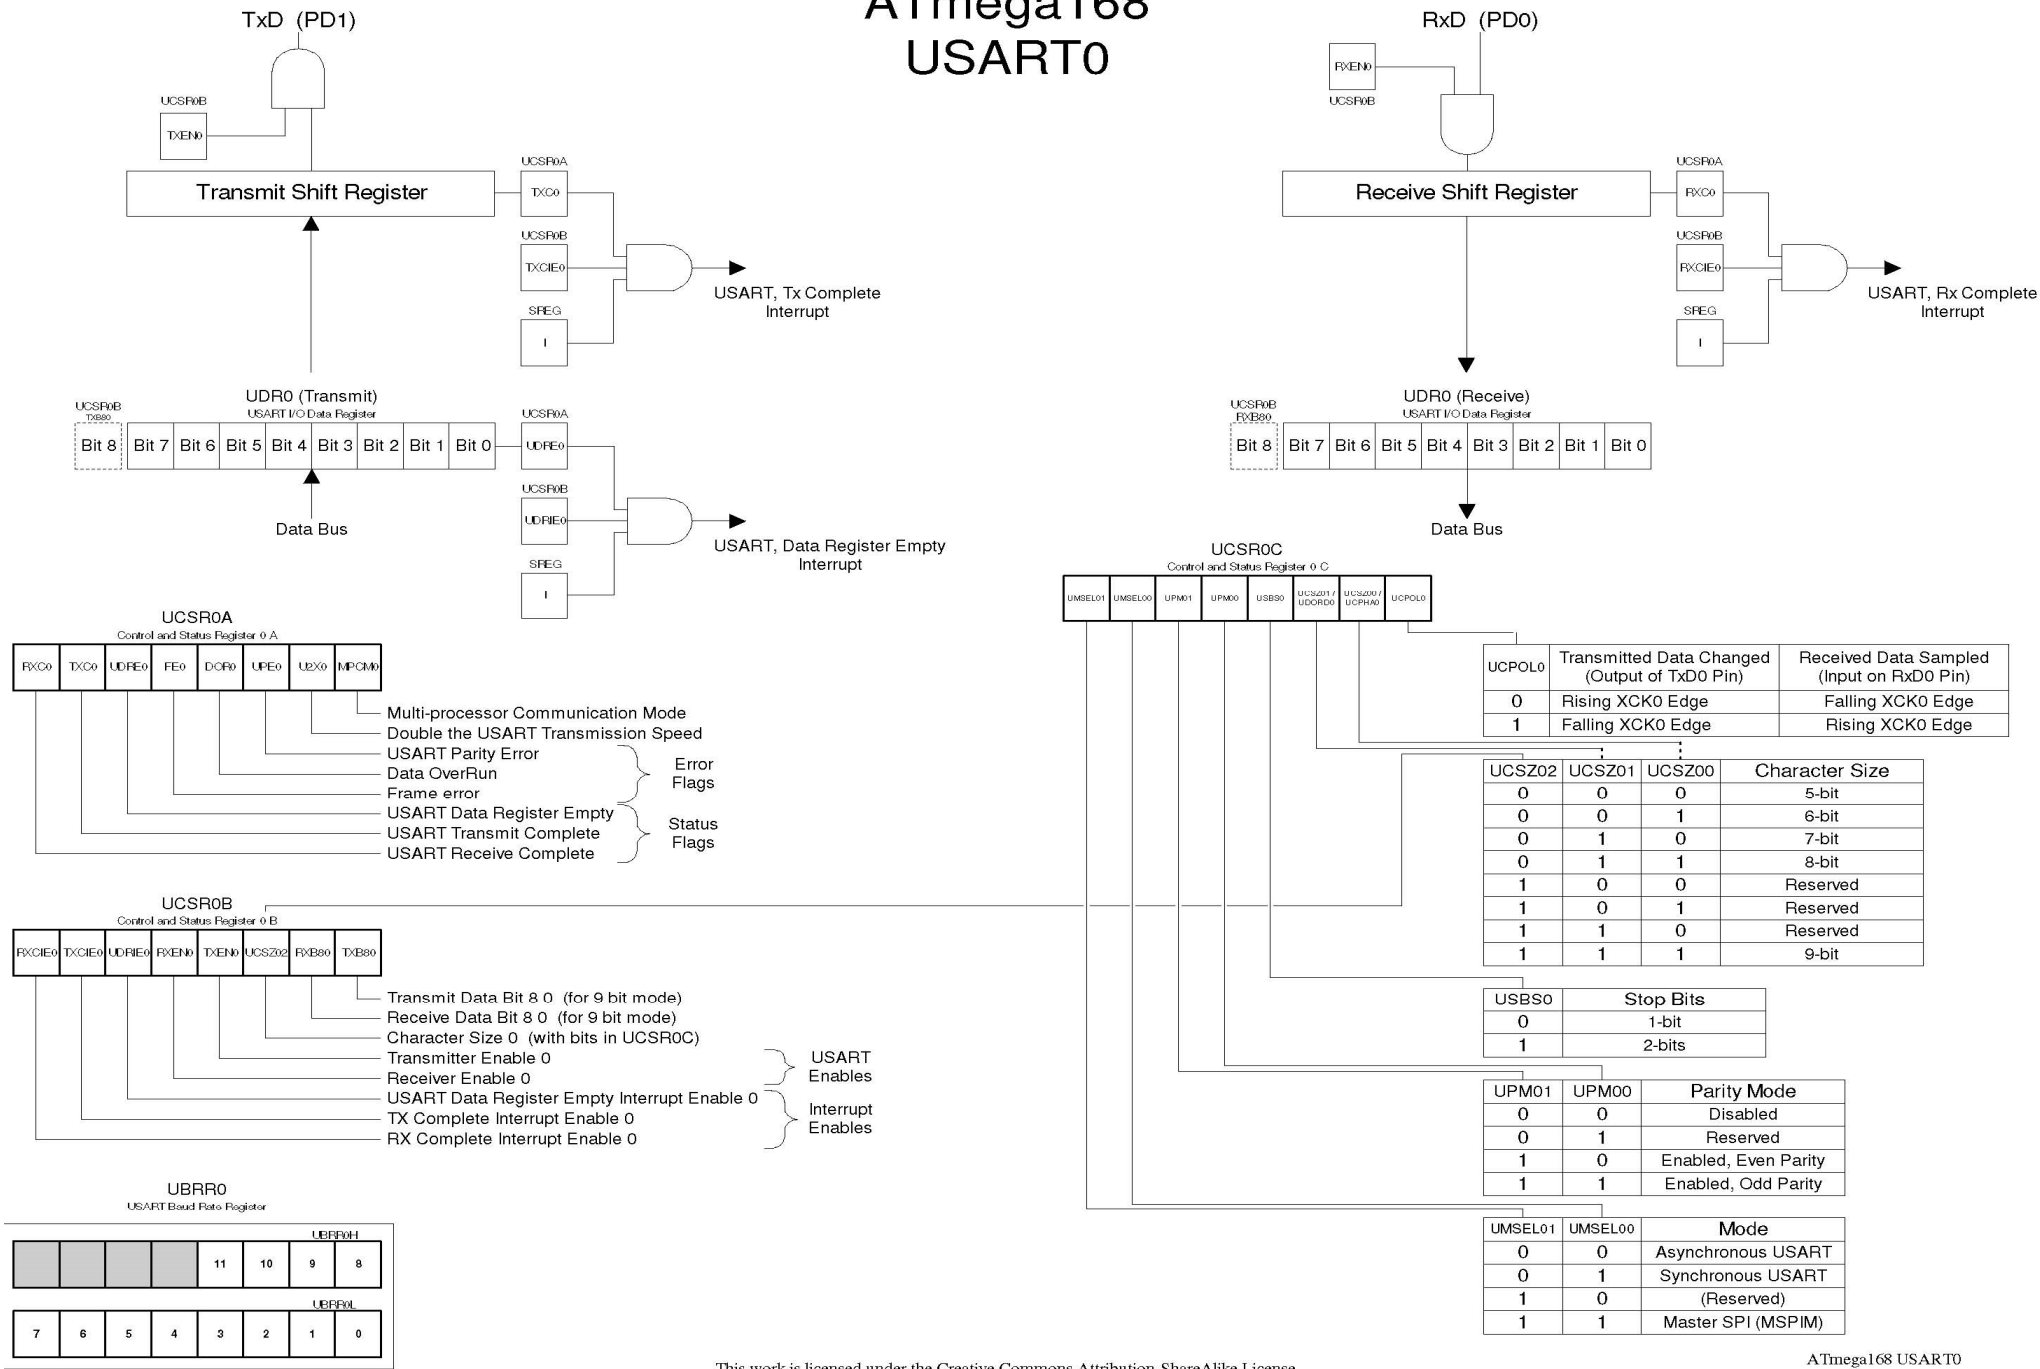 TxD (PD1)
ATmega168
USART0
RxD (PD0)
UCSR0B
TXEN0
RXEN0
UCSR0B
Transmit Shift Register
UCSR0A
TXC0
UCSR0B
TXCIE0
SREG
I
USART, Tx Complete
Interrupt
Receive Shift Register
UCSR0A
RXC0
UCSR0B
RXCIE0
SREG
I
USART, Rx Complete
Interrupt
UDR0 (Transmit)
USART I/O Data Register
UCSR0B
TXB80
Bit 8 Bit 7 Bit 6 Bit 5 Bit 4 Bit 3 Bit 2 Bit 1 Bit 0
Data Bus
UCSR0A
UDRE0
UCSR0B
UDRIE0
SREG
I
USART, Data Register Empty
Interrupt
UDR0 (Receive)
USART I/O Data Register
UCSR0B
RXB80
Bit 8 Bit 7 Bit 6 Bit 5 Bit 4 Bit 3 Bit 2 Bit 1 Bit 0
Data Bus
UCSR0A
Control and Status Register 0 A
RXC0 TXC0 UDRE0 FE0 DOR0 UPE0 U2X0 MPCM0
Multi-processor Communication Mode
Double the USART Transmission Speed
USART Parity Error
Data OverRun
Frame error
Error
Flags
USART Data Register Empty
USART Transmit Complete
USART Receive Complete
Status
Flags
UCSR0B
Control and Status Register 0 B
RXCIE0 TXCIE0 UDRIE0 RXEN0 TXEN0 UCSZ02 RXB80 TXB80
Transmit Data Bit 8 0 (for 9 bit mode)
Receive Data Bit 8 0 (for 9 bit mode)
Character Size 0 (with bits in UCSR0C)
Transmitter Enable 0
Receiver Enable 0
USART
Enables
USART Data Register Empty Interrupt Enable 0
TX Complete Interrupt Enable 0
RX Complete Interrupt Enable 0
Interrupt
Enables
UBRR0
USART Baud Rate Register
UBRR0H
11 10 9 8
UBRR0L
7 6 5 4 3 2 1 0
UCSR0C
Control and Status Register 0 C
UMSEL01 UMSEL00 UPM01 UPM00 USBS0 UCSZ01 / UDORD0 UCSZ00 / UCPHA0 UCPOL0
UCPOL0 Transmitted Data Changed (Output of TxD0 Pin) Received Data Sampled (Input on RxD0 Pin)
0 Rising XCK0 Edge Falling XCK0 Edge
1 Falling XCK0 Edge Rising XCK0 Edge
UCSZ02 UCSZ01 UCSZ00 Character Size
0 0 0 5-bit
0 0 1 6-bit
0 1 0 7-bit
0 1 1 8-bit
1 0 0 Reserved
1 0 1 Reserved
1 1 0 Reserved
1 1 1 9-bit
USBS0 Stop Bits
0 1-bit
1 2-bits
UPM01 UPM00 Parity Mode
0 0 Disabled
0 1 Reserved
1 0 Enabled, Even Parity
1 1 Enabled, Odd Parity
UMSEL01 UMSEL00 Mode
0 0 Asynchronous USART
0 1 Synchronous USART
1 0 (Reserved)
1 1 Master SPI (MSPIM)
This work is licensed under the Creative Commons Attribution-ShareAlike License
ATmega168 USART0